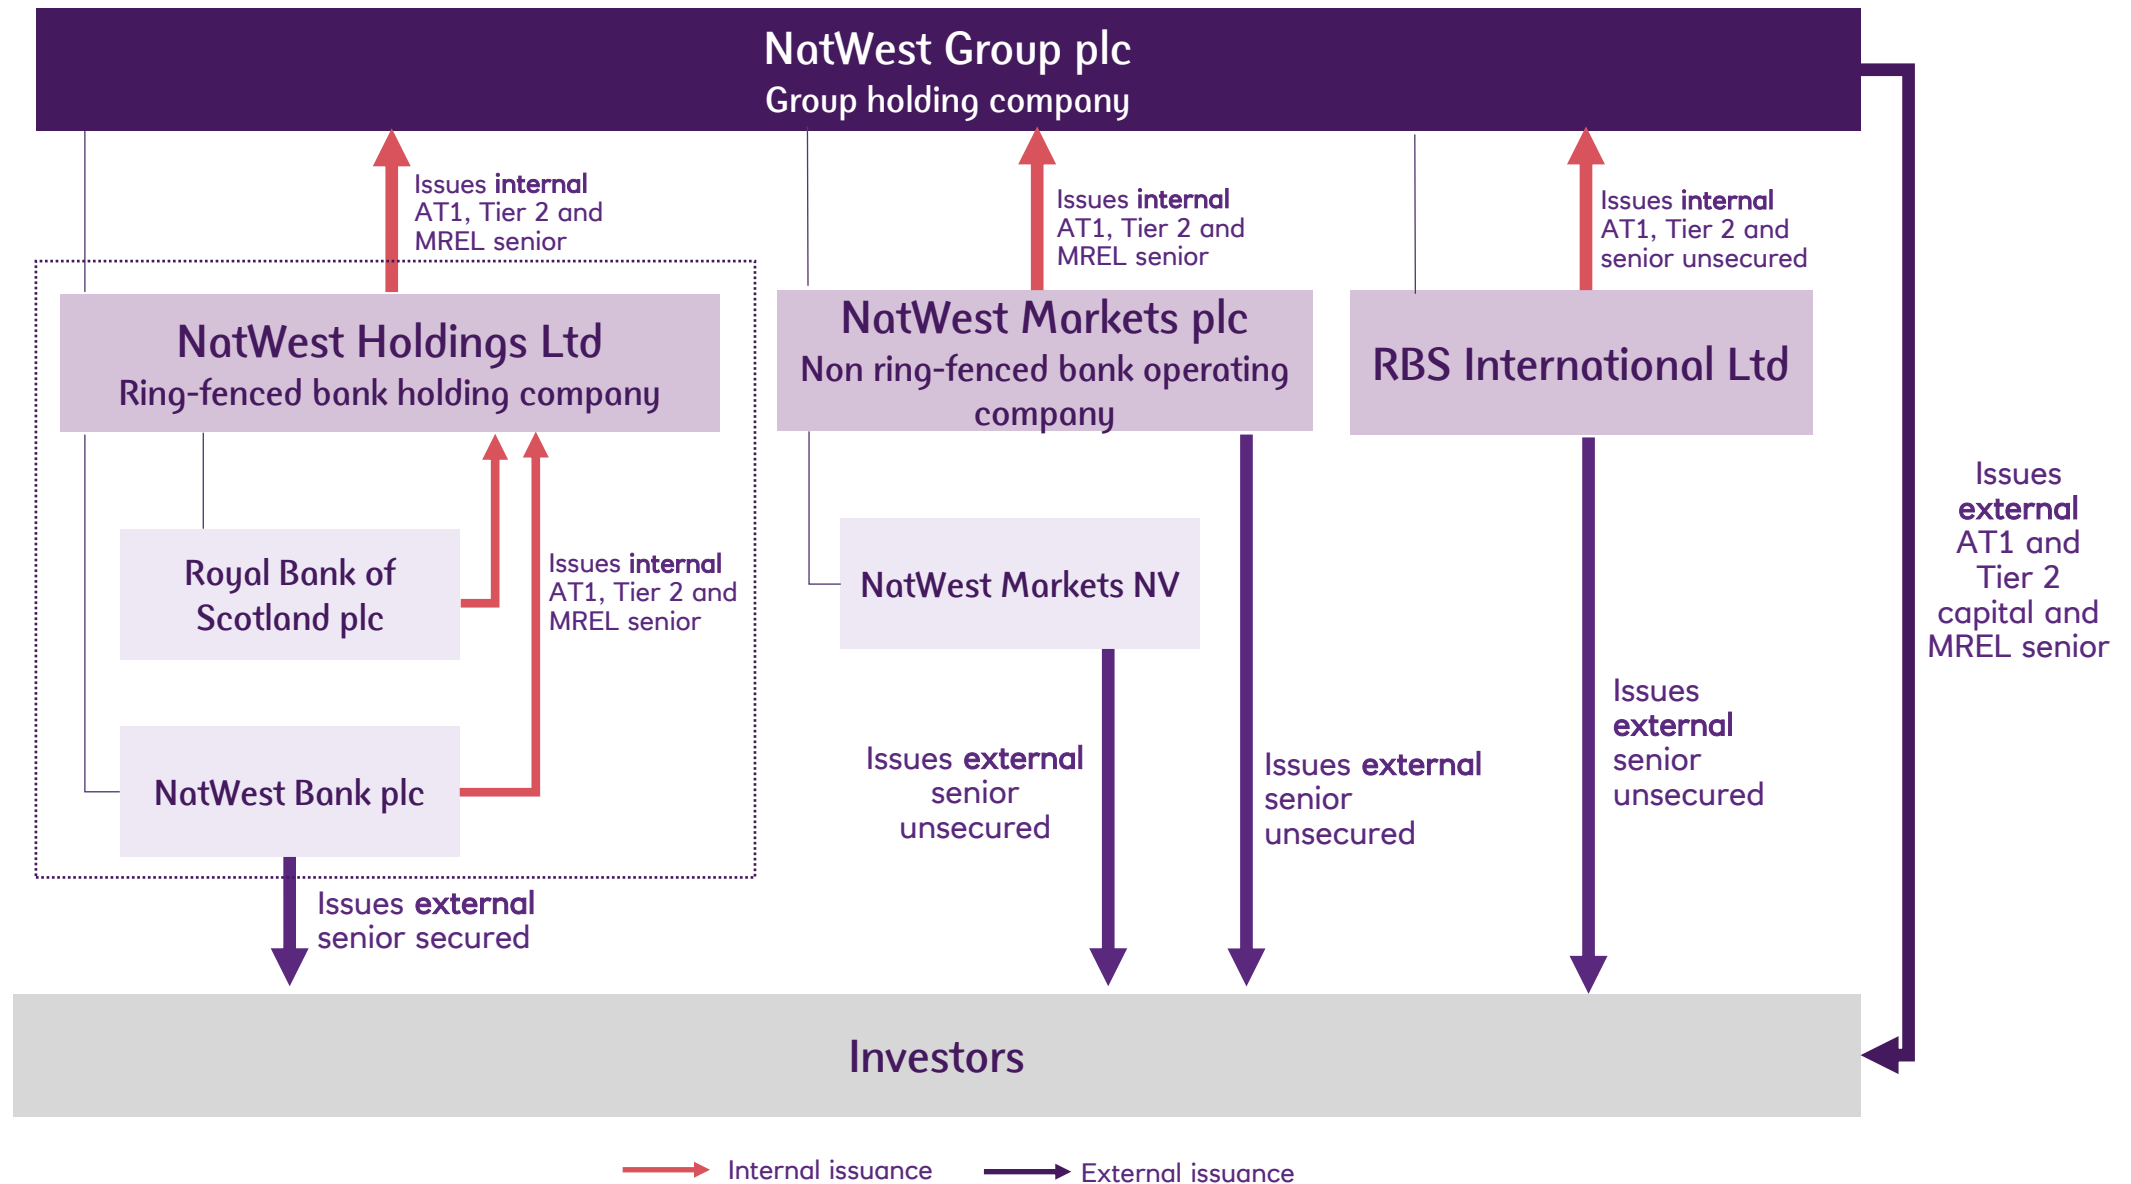 NatWest Group plc
Group holding company
Issues internal
AT1, Tier 2 and
MREL senior
Issues internal
AT1, Tier 2 and
MREL senior
Issues internal
AT1, Tier 2 and
senior unsecured
NatWest Holdings Ltd
Ring-fenced bank holding company
NatWest Markets plc
Non ring-fenced bank operating
company
RBS International Ltd
Royal Bank of
Scotland plc
Issues internal
AT1, Tier 2 and
MREL senior
NatWest Markets NV
NatWest Bank plc
Issues external
senior secured
Issues external
senior
unsecured
Issues external
senior
unsecured
Issues
external
senior
unsecured
Issues
external
AT1 and
Tier 2
capital and
MREL senior
Investors
Internal issuance
External issuance